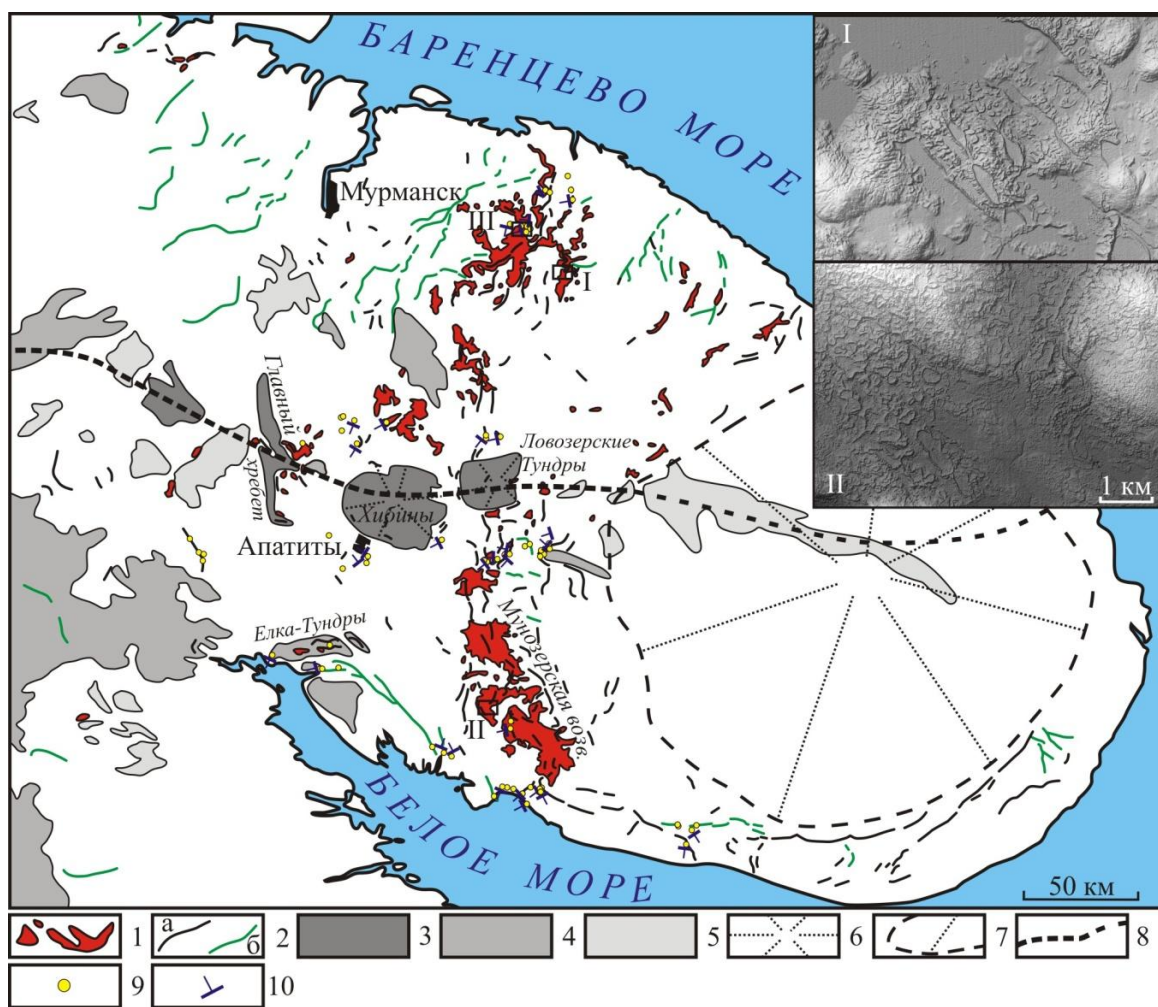 БАРЕНЦЕВО МОРЕ
I
Мурманск
III
I
Главный
хребет
Ловозерские
Тундры
Хибины
II
1 км
Апатиты
Елка-Тундры
Мунозерская возв
II
БЕЛОЕ МОРЕ
50 км
1
а
б
2
3
4
5
6
7
8
9
10